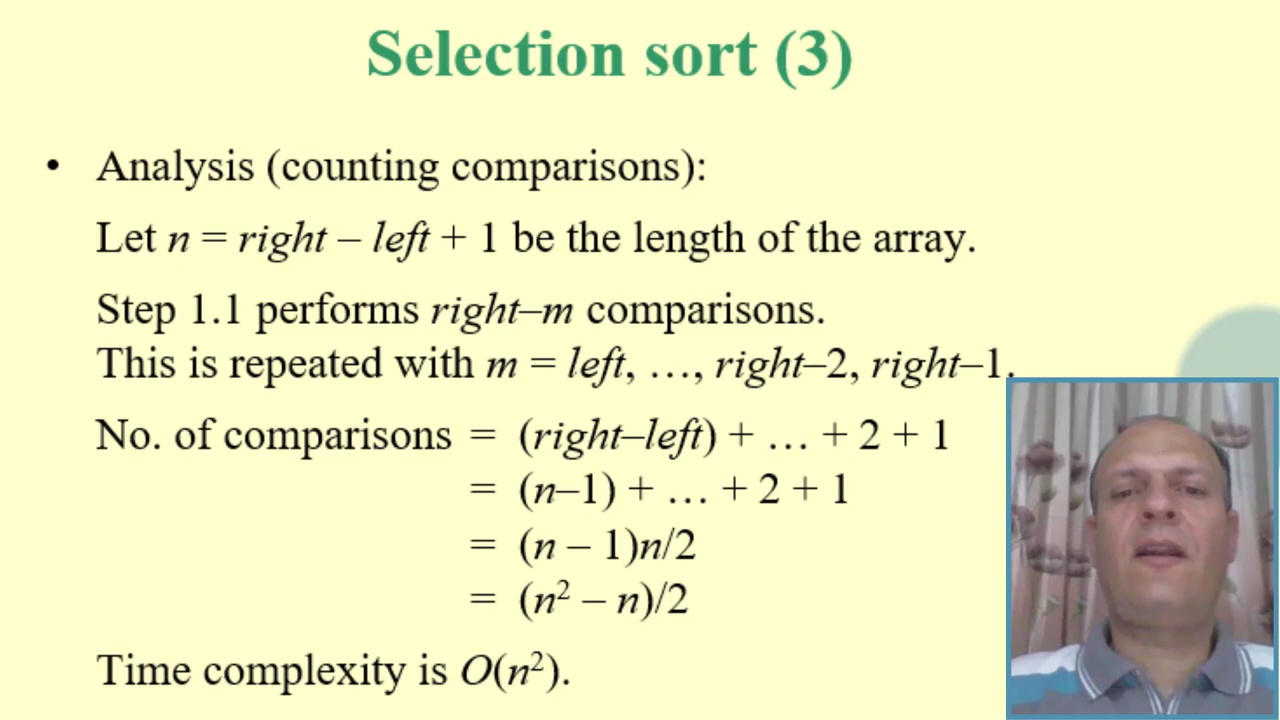 Selection sort (3)
• Analysis (counting comparisons):
Let n = right – left + 1 be the length of the array.
Step 1.1 performs right–m comparisons.
This is repeated with m = left, …, right–2, right–1.
No. of comparisons = (right–left) + … + 2 + 1
= (n–1) + … + 2 + 1
= (n – 1)n/2
= (n² – n)/2
Time complexity is O(n²).